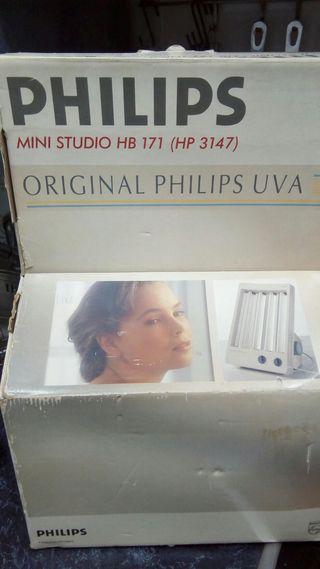 PHILIPS
MINI STUDIO HB 171 (HP 3147)
ORIGINAL PHILIPS UVA
PHILIPS